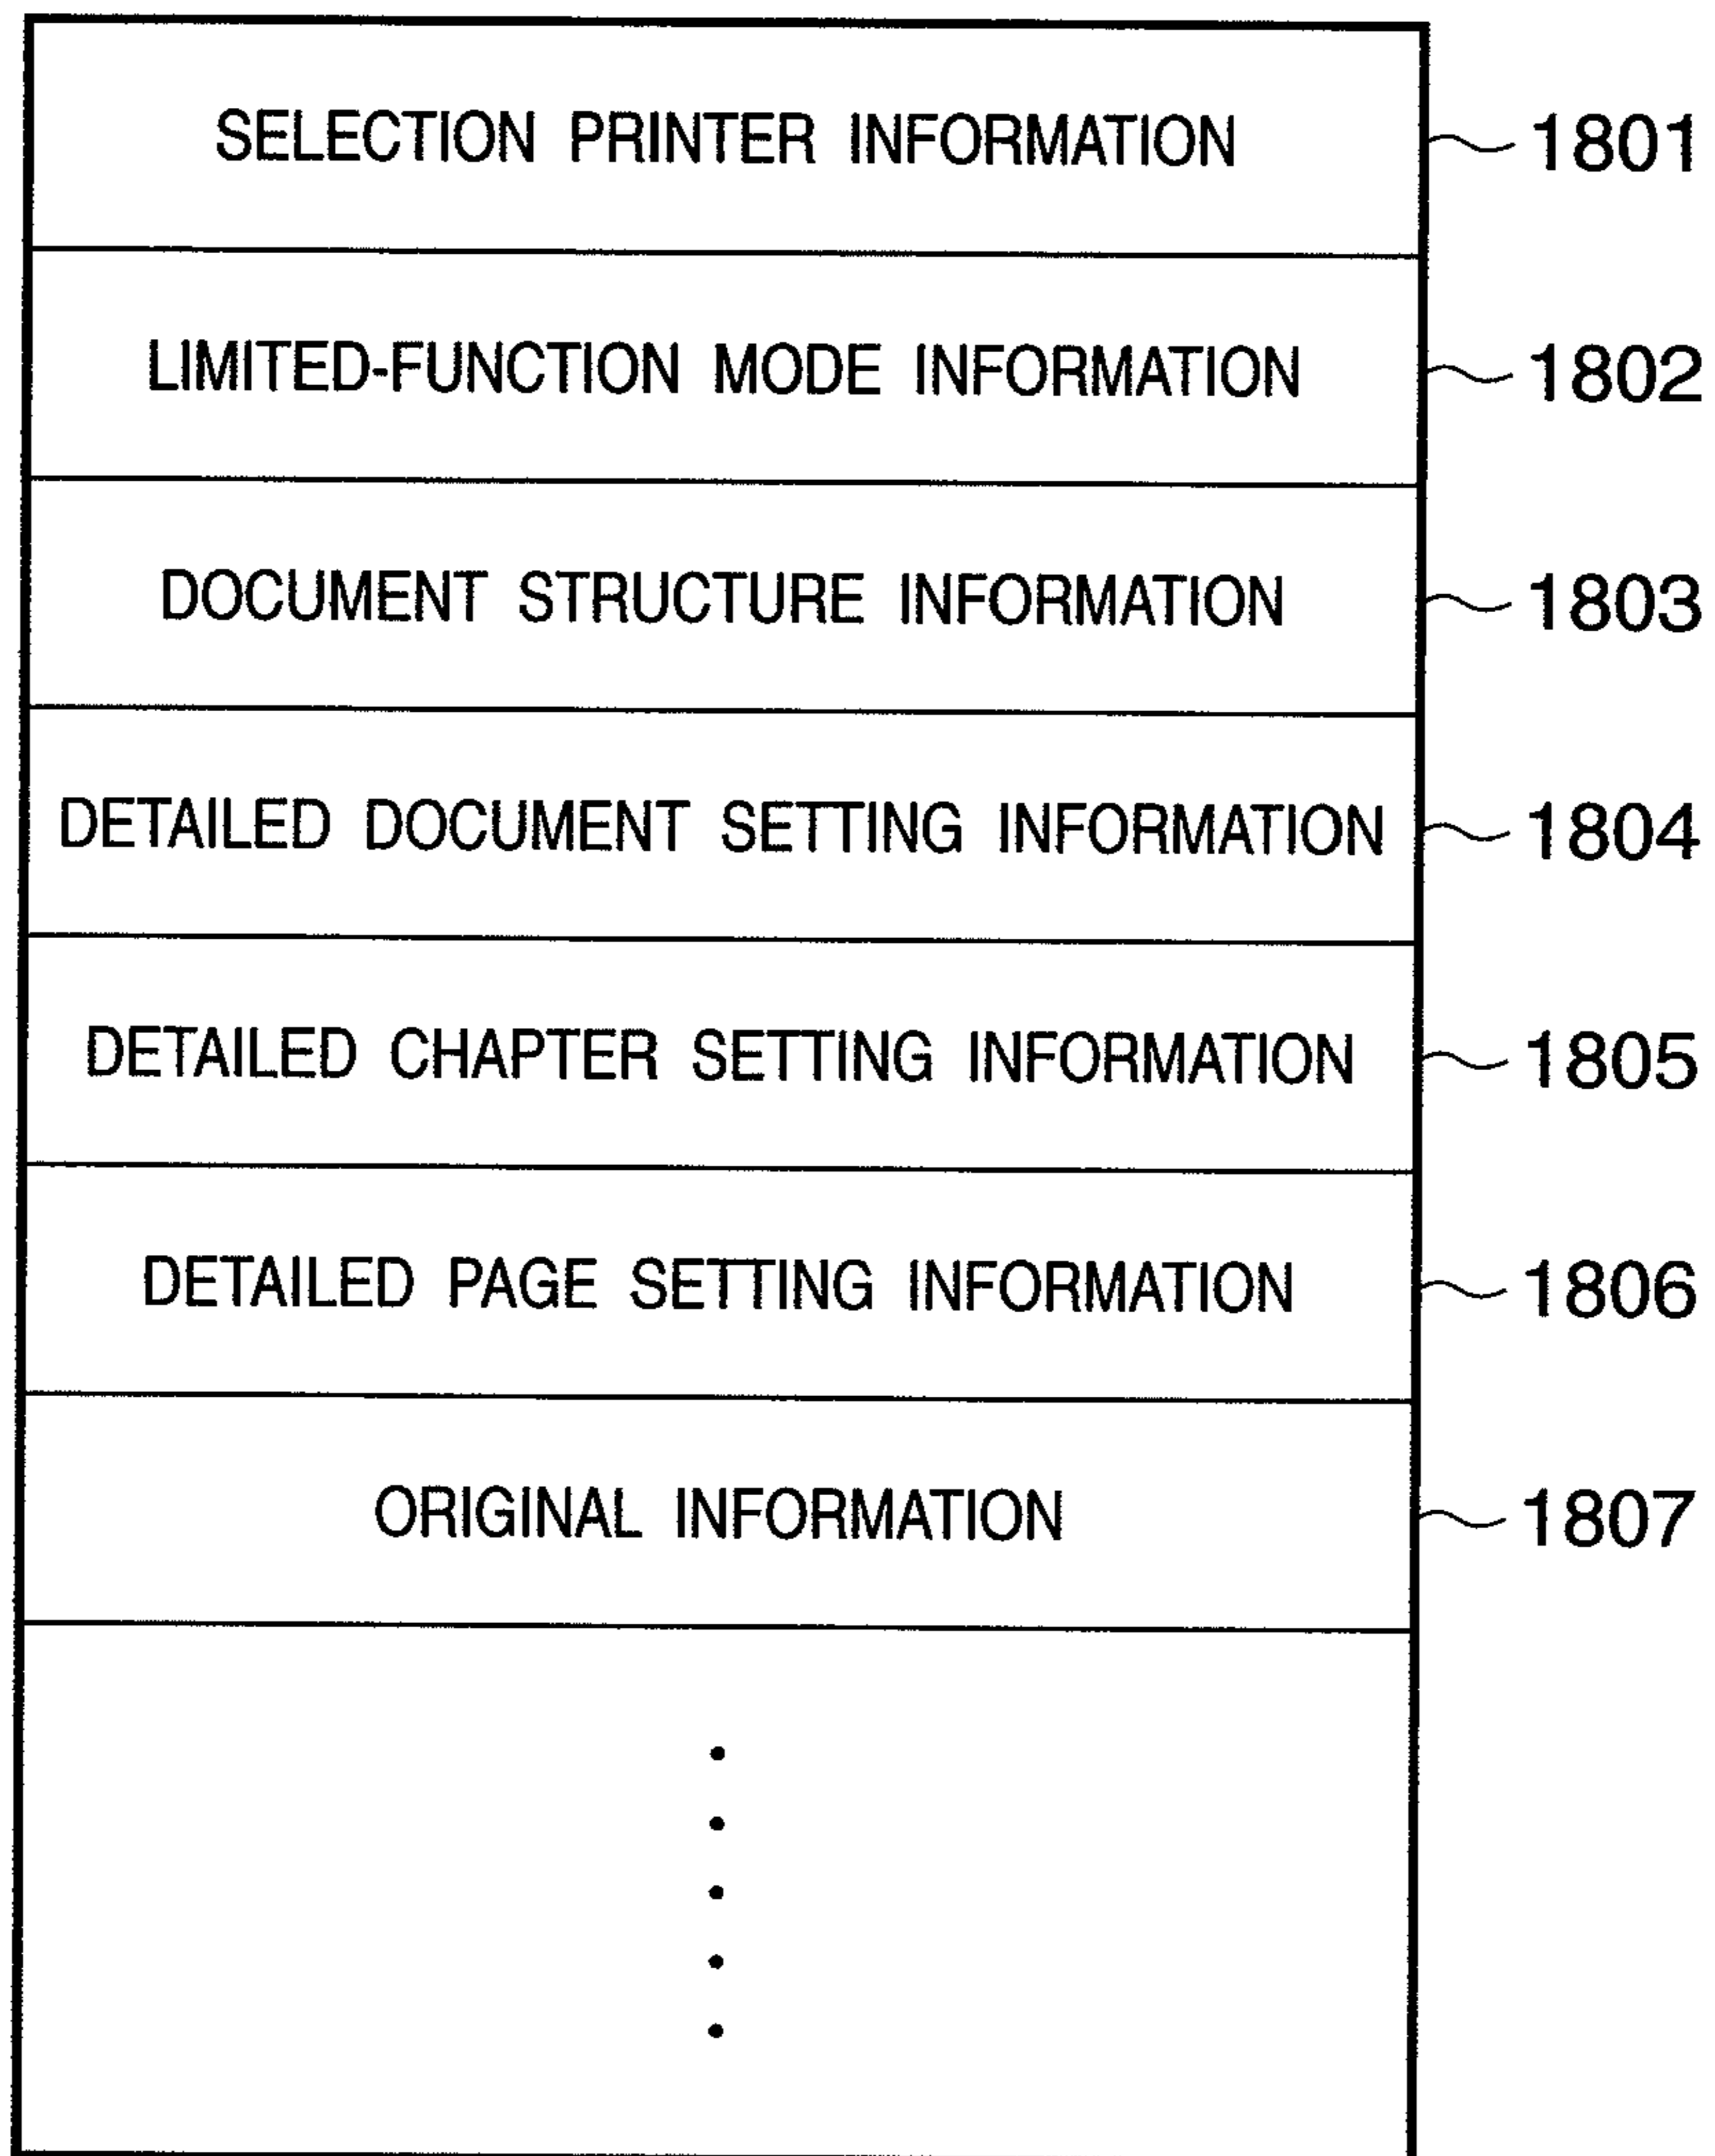 SELECTION PRINTER INFORMATION 1801
LIMITED-FUNCTION MODE INFORMATION 1802
DOCUMENT STRUCTURE INFORMATION 1803
DETAILED DOCUMENT SETTING INFORMATION 1804
DETAILED CHAPTER SETTING INFORMATION 1805
DETAILED PAGE SETTING INFORMATION 1806
ORIGINAL INFORMATION 1807